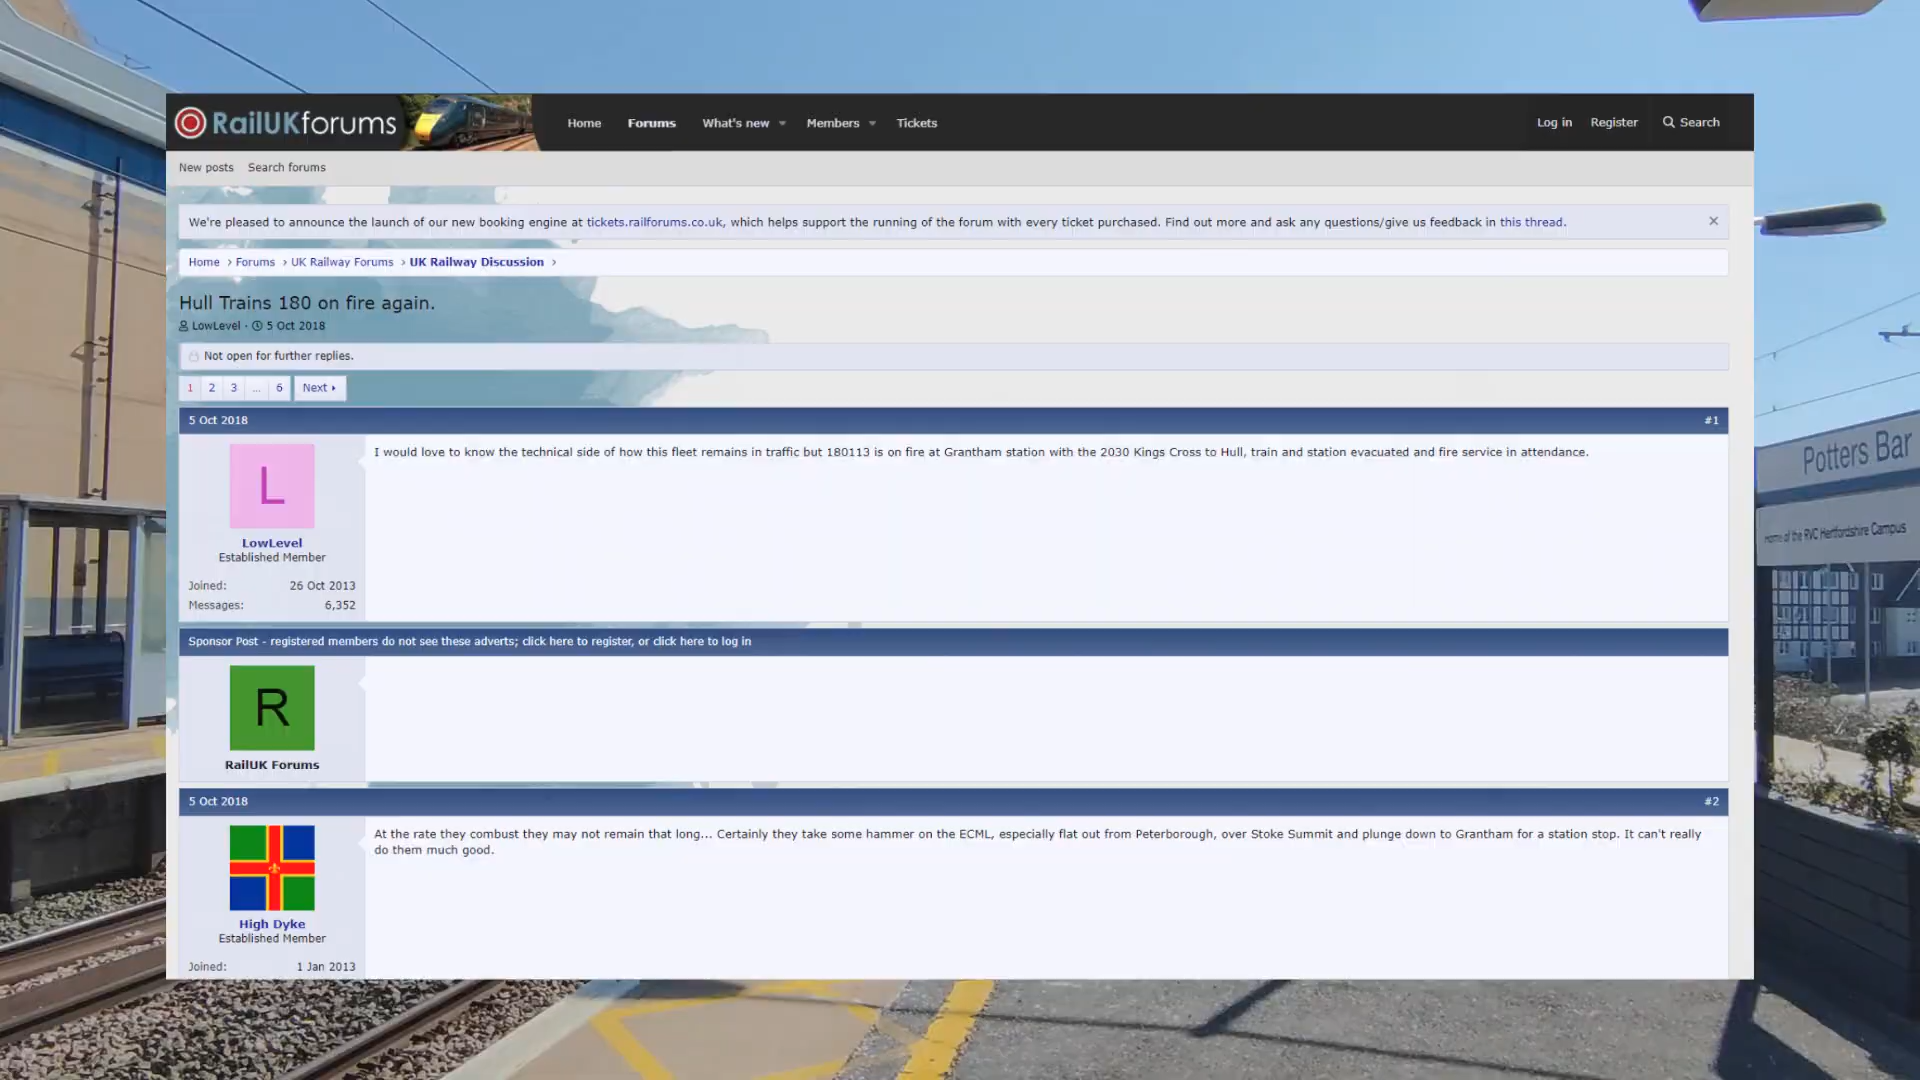 RailUKforums
Home Forums What's new Members Tickets
Log in Register Search
New posts Search forums
We're pleased to announce the launch of our new booking engine at tickets.railforums.co.uk, which helps support the running of the forum with every ticket purchased. Find out more and ask any questions/give us feedback in this thread.
Home › Forums › UK Railway Forums › UK Railway Discussion ›
Hull Trains 180 on fire again.
LowLevel · 5 Oct 2018
Not open for further replies.
1 2 3 ... 6 Next
5 Oct 2018 #1
L
LowLevel
Established Member
Joined: 26 Oct 2013
Messages: 6,352
I would love to know the technical side of how this fleet remains in traffic but 180113 is on fire at Grantham station with the 2030 Kings Cross to Hull, train and station evacuated and fire service in attendance.
Sponsor Post - registered members do not see these adverts; click here to register, or click here to log in
R
RailUK Forums
5 Oct 2018 #2
High Dyke
Established Member
Joined: 1 Jan 2013
At the rate they combust they may not remain that long... Certainly they take some hammer on the ECML, especially flat out from Peterborough, over Stoke Summit and plunge down to Grantham for a station stop. It can't really
do them much good.
Potters Bar
Home of the RVC Hertfordshire Campus